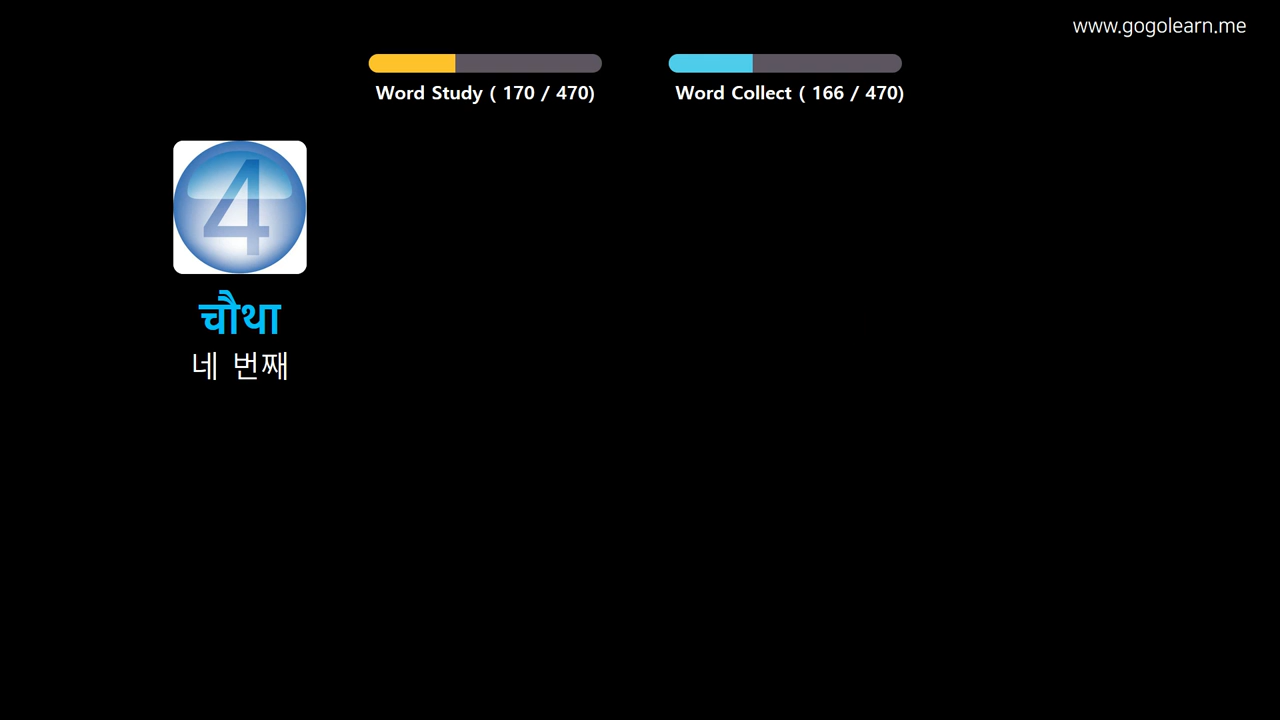 www.gogolearn.me
Word Study ( 170 / 470)
Word Collect ( 166 / 470)
4
चौथा
네 번째